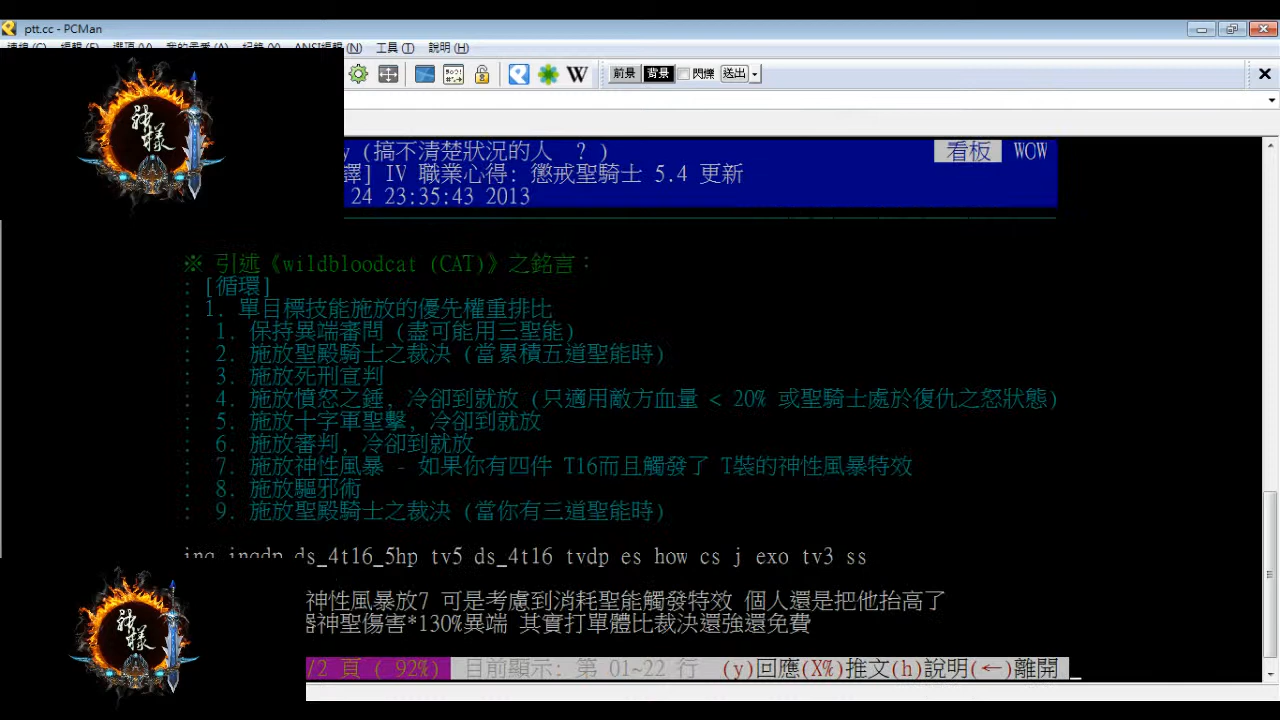 ptt.cc - PCMan
工具(T) 說明(H)
前景 背景 閃爍 送出
y (搞不清楚狀況的人 ? ) 看板 WOW
譯] IV 職業心得: 懲戒聖騎士 5.4 更新
24 23:35:43 2013
神樣
※ 引述《wildbloodcat (CAT)》之銘言：
: [循環]
: 1. 單目標技能施放的優先權重排比
: 1. 保持異端審問 (盡可能用三聖能)
: 2. 施放聖殿騎士之裁決 (當累積五道聖能時)
: 3. 施放死刑宣判
: 4. 施放憤怒之錘, 冷卻到就放 (只適用敵方血量 < 20% 或聖騎士處於復仇之怒狀態)
: 5. 施放十字軍聖擊, 冷卻到就放
: 6. 施放審判, 冷卻到就放
: 7. 施放神性風暴 - 如果你有四件 T16而且觸發了 T裝的神性風暴特效
: 8. 施放驅邪術
: 9. 施放聖殿騎士之裁決 (當你有三道聖能時)
inq inqdp ds_4t16_5hp tv5 ds_4t16 tvdp es how cs j exo tv3 ss
神性風暴放7 可是考慮到消耗聖能觸發特效 個人還是把他抬高了
神聖傷害*130%異端 其實打單體比裁決還強還免費
神樣
/2 頁 ( 92%) 目前顯示: 第 01~22 行 (y)回應(X%)推文(h)說明(←)離開